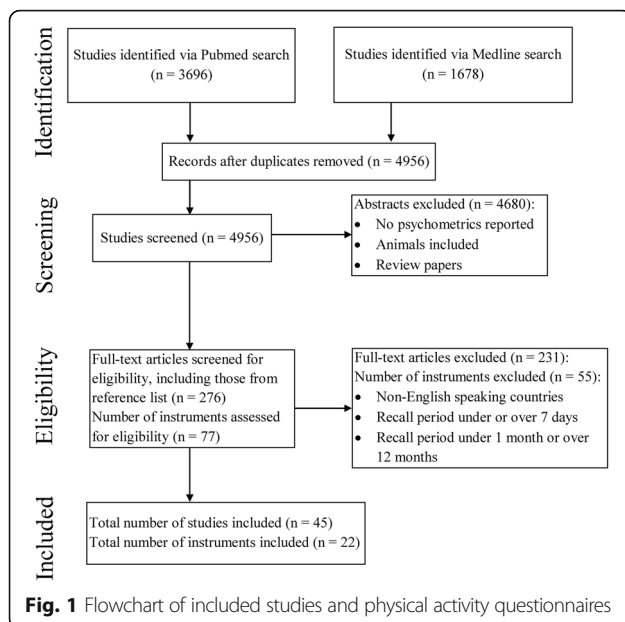 Identification
Studies identified via Pubmed search
(n = 3696)
Studies identified via Medline search
(n = 1678)
Records after duplicates removed (n = 4956)
Screening
Studies screened (n = 4956)
Abstracts excluded (n = 4680):
• No psychometrics reported
• Animals included
• Review papers
Eligibility
Full-text articles screened for
eligibility, including those from
reference list (n = 276)
Number of instruments assessed
for eligibility (n = 77)
Full-text articles excluded (n = 231):
Number of instruments excluded (n = 55):
• Non-English speaking countries
• Recall period under or over 7 days
• Recall period under 1 month or over
12 months
Included
Total number of studies included (n = 45)
Total number of instruments included (n = 22)
Fig. 1 Flowchart of included studies and physical activity questionnaires